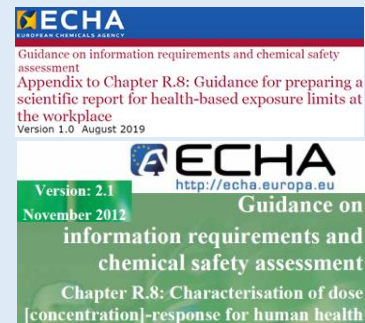 ECHA
EUROPEAN CHEMICALS AGENCY
Guidance on information requirements and chemical safety
assessment
Appendix to Chapter R.8: Guidance for preparing a
scientific report for health-based exposure limits at
the workplace
Version 1.0 August 2019
ECHA
http://echa.europa.eu
Version: 2.1
November 2012
Guidance on
information requirements and
chemical safety assessment
Chapter R.8: Characterisation of dose
[concentration]-response for human health